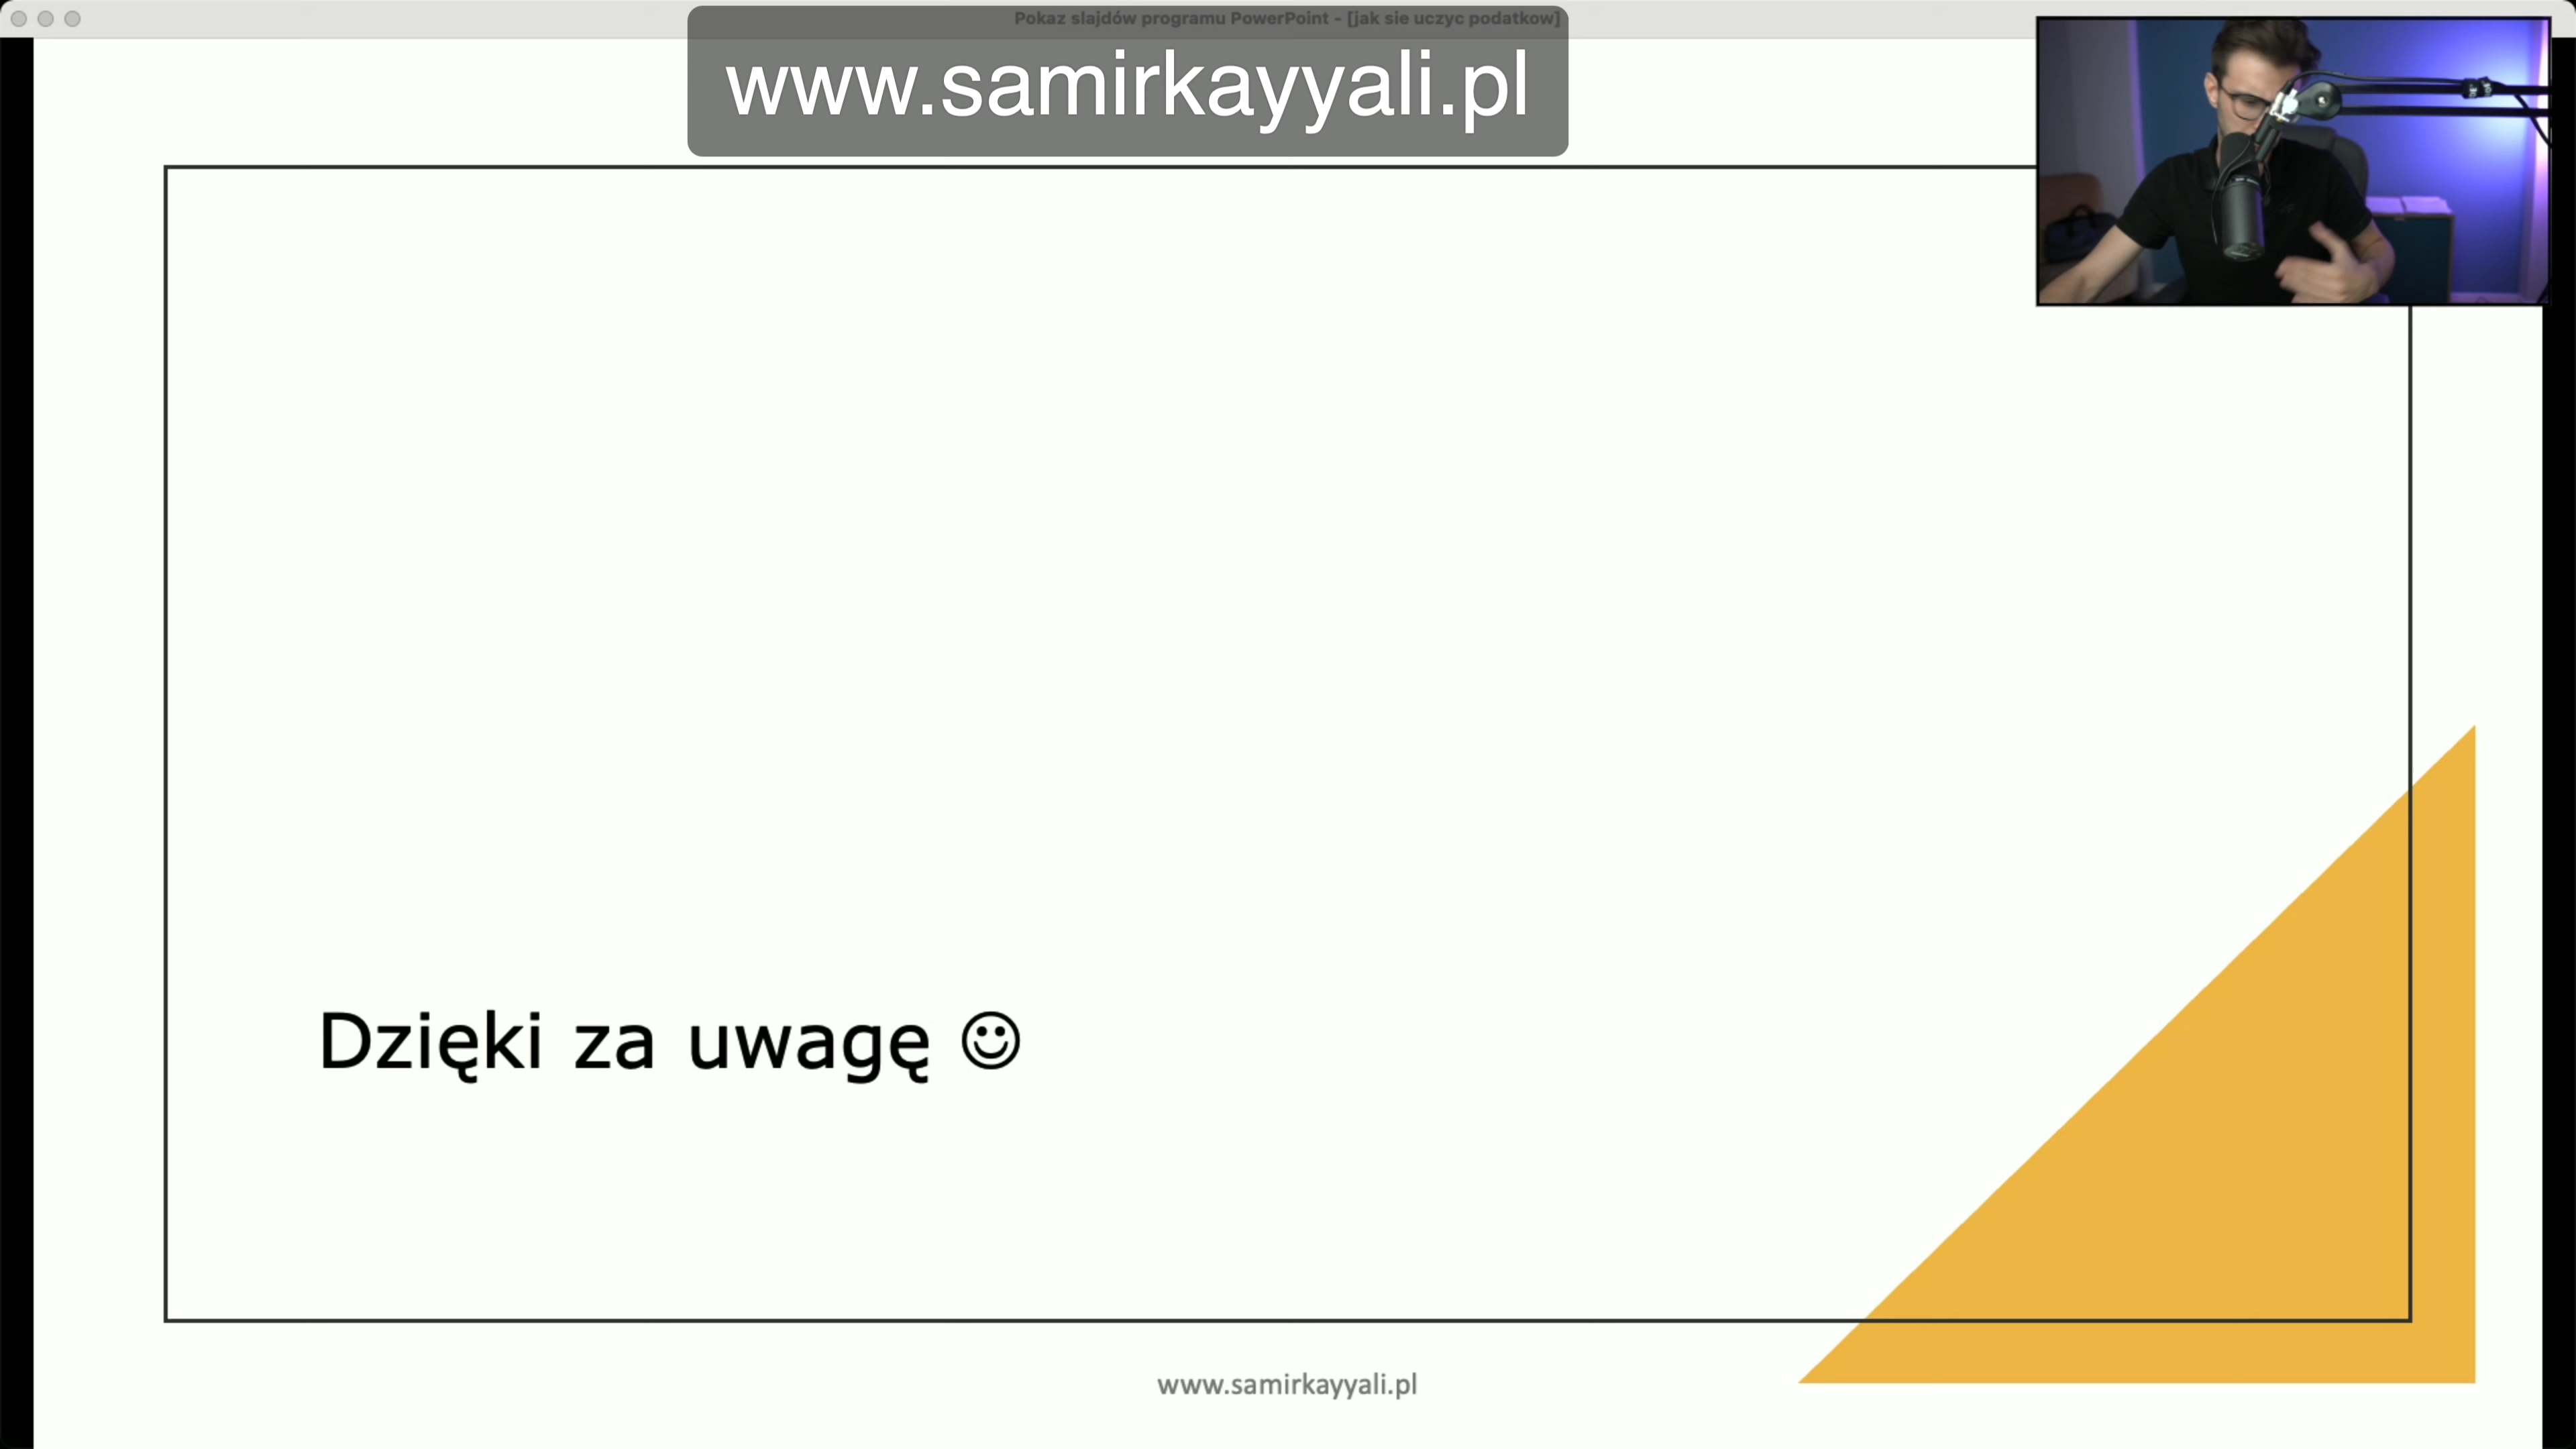 Pokaz slajdów programu PowerPoint - [jak sie uczyc podatkow]
www.samirkayyali.pl
Dzięki za uwagę ☺
www.samirkayyali.pl